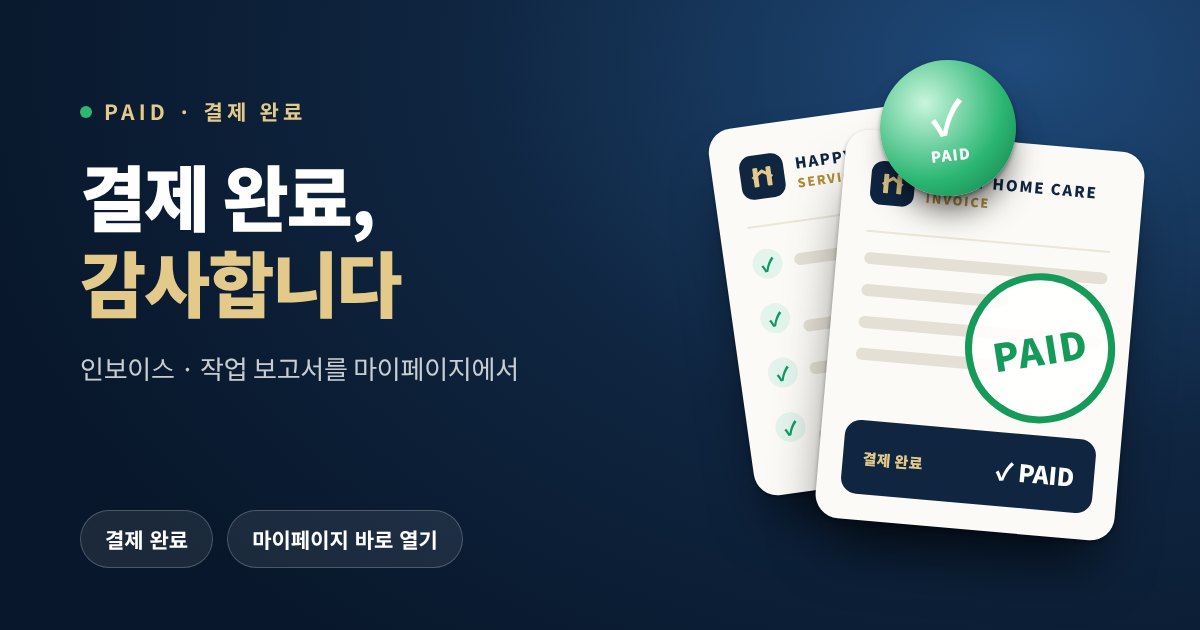 PAID · 결제 완료
결제 완료,
감사합니다
인보이스 · 작업 보고서를 마이페이지에서
결제 완료
마이페이지 바로 열기
✓
PAID
HOME CARE
INVOICE
PAID
결제 완료
✓ PAID